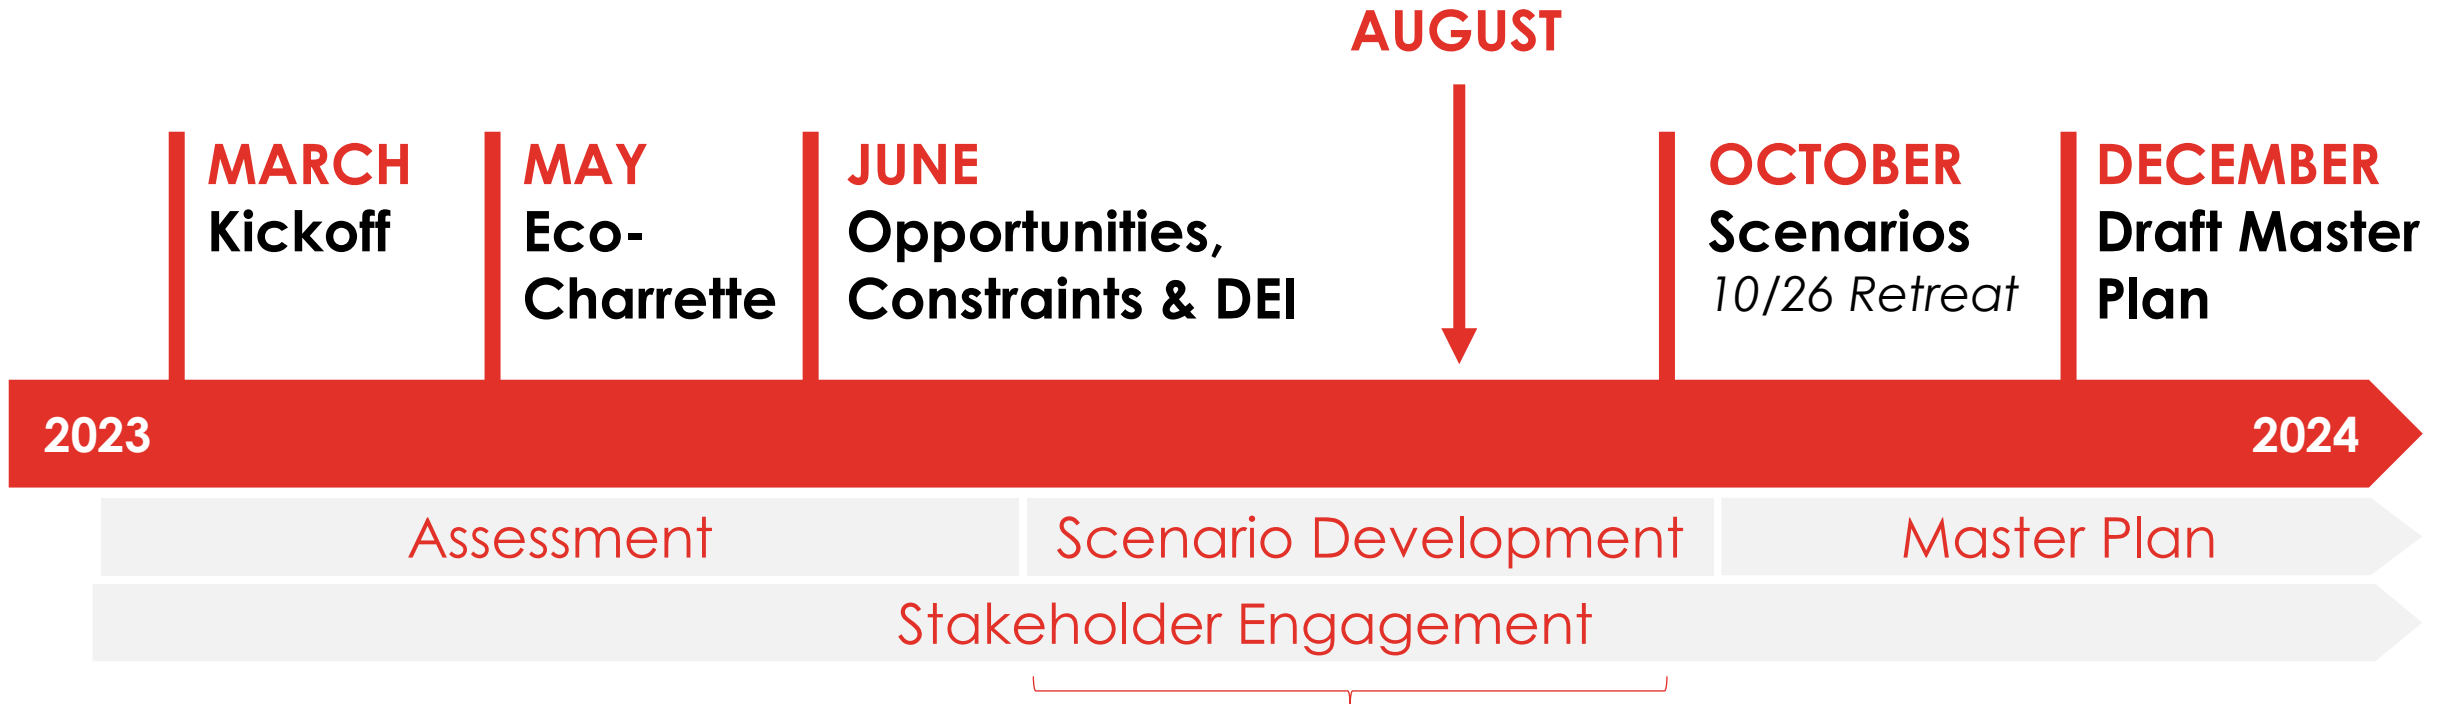 AUGUST
MARCH
Kickoff
MAY
Eco-
Charrette
JUNE
Opportunities,
Constraints & DEI
OCTOBER
Scenarios
10/26 Retreat
DECEMBER
Draft Master
Plan
2023
2024
Assessment
Scenario Development
Master Plan
Stakeholder Engagement